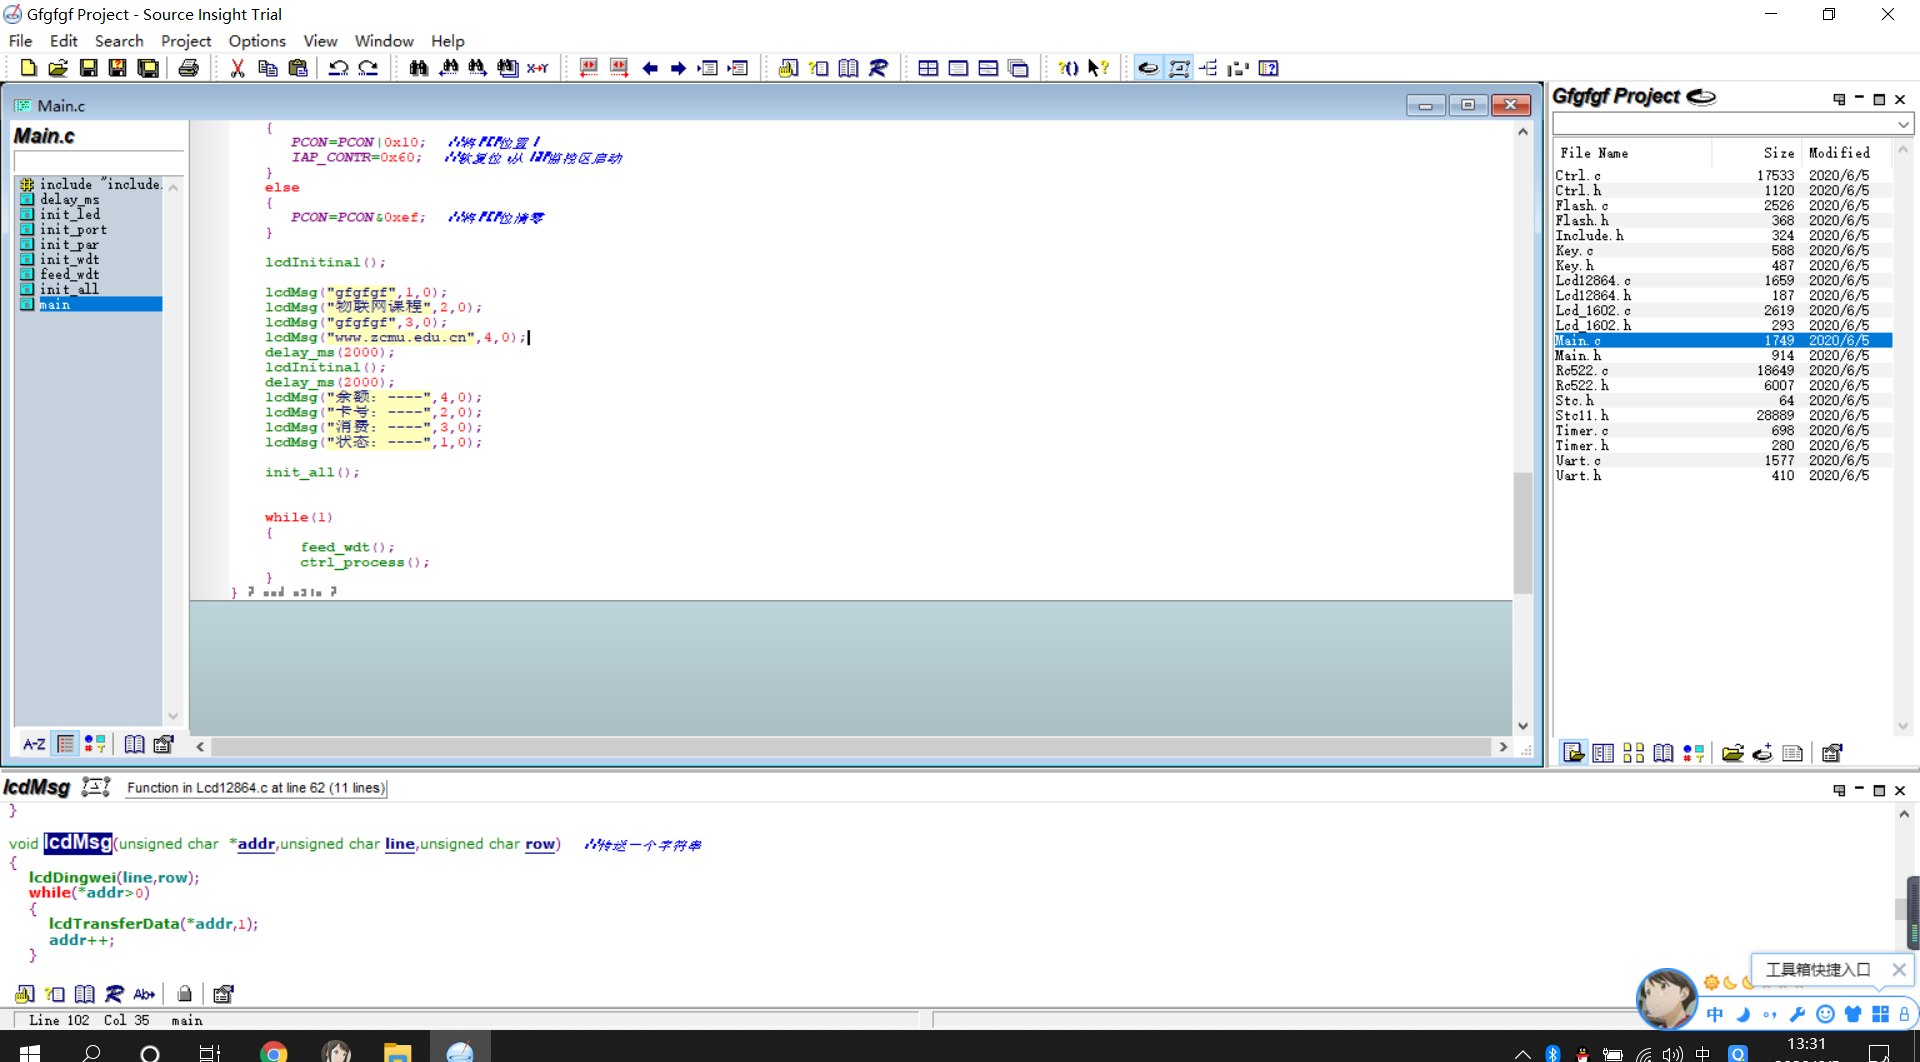 Gfgfgf Project - Source Insight Trial
File Edit Search Project Options View Window Help
Main.c
Main.c
include "include.
delay_ms
init_led
init_port
init_par
init_wdt
feed_wdt
init_all
main
{
PCON=PCON|0x10; //将POF位置1
IAP_CONTR=0x60; //软复位,从ISP监控区启动
}
else
{
PCON=PCON&0xef; //将POF位清零
}
lcdInitinal();
lcdMsg("gfgfgf",1,0);
lcdMsg("物联网课程",2,0);
lcdMsg("gfgfgf",3,0);
lcdMsg("www.zcmu.edu.cn",4,0);
delay_ms(2000);
lcdInitinal();
delay_ms(2000);
lcdMsg("余额: ----",4,0);
lcdMsg("卡号: ----",2,0);
lcdMsg("消费: ----",3,0);
lcdMsg("状态: ----",1,0);
init_all();
while(1)
{
feed_wdt();
ctrl_process();
}
} ? end main ?
A-Z
Gfgfgf Project
File Name Size Modified
Ctrl.c 17533 2020/6/5
Ctrl.h 1120 2020/6/5
Flash.c 2526 2020/6/5
Flash.h 368 2020/6/5
Include.h 324 2020/6/5
Key.c 588 2020/6/5
Key.h 487 2020/6/5
Lcd12864.c 1659 2020/6/5
Lcd12864.h 187 2020/6/5
Lcd_1602.c 2619 2020/6/5
Lcd_1602.h 293 2020/6/5
Main.c 1749 2020/6/5
Main.h 914 2020/6/5
Rc522.c 18649 2020/6/5
Rc522.h 6007 2020/6/5
Stc.h 64 2020/6/5
Stc11.h 28889 2020/6/5
Timer.c 698 2020/6/5
Timer.h 280 2020/6/5
Uart.c 1577 2020/6/5
Uart.h 410 2020/6/5
lcdMsg Function in Lcd12864.c at line 62 (11 lines)
}
void lcdMsg(unsigned char *addr,unsigned char line,unsigned char row) //传送一个字符串
{
lcdDingwei(line,row);
while(*addr>0)
{
lcdTransferData(*addr,1);
addr++;
}
工具箱快捷入口
中
Line 102 Col 35 main
中
13:31